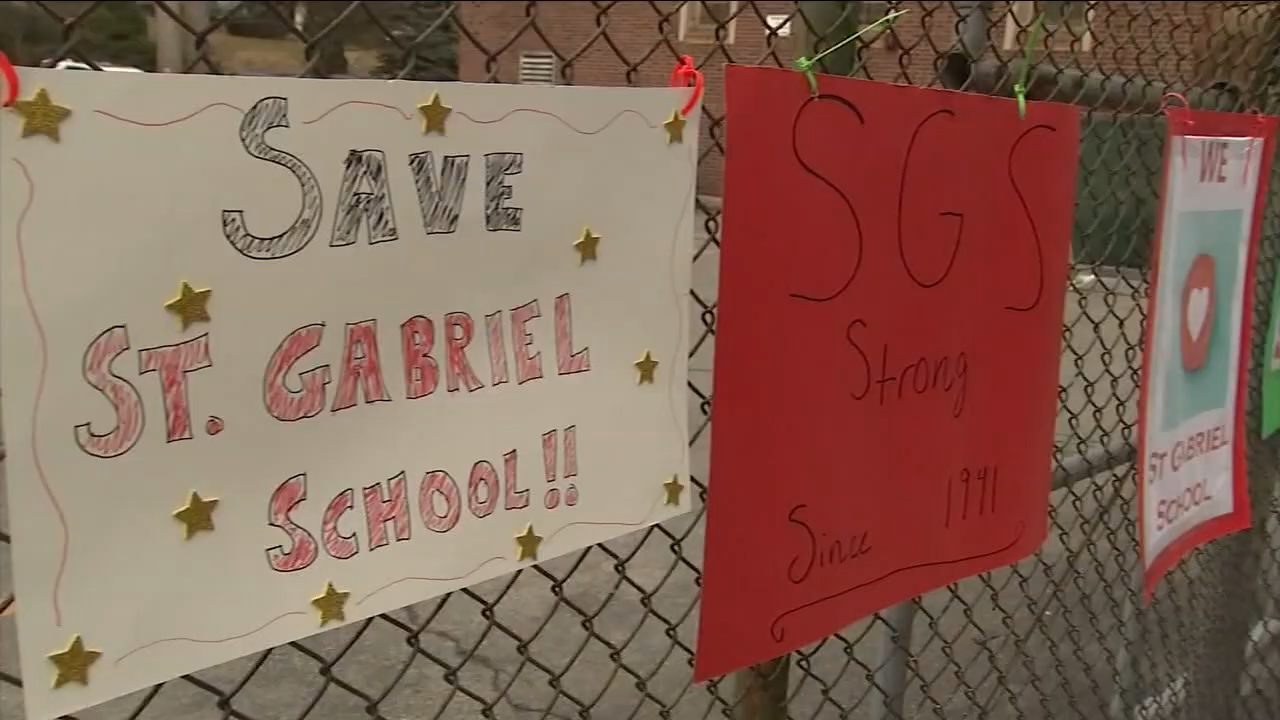 SAVE
ST. GABRIEL
SCHOOL!!
SGS
Strong
Since 1941
WE
ST GABRIEL
SCHOOL